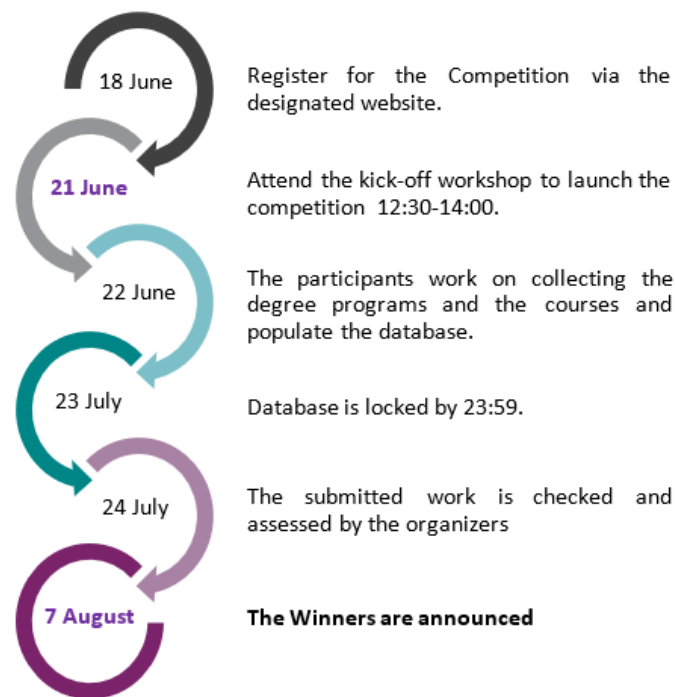 18 June
Register for the Competition via the
designated website.
21 June
Attend the kick-off workshop to launch the
competition 12:30-14:00.
22 June
The participants work on collecting the
degree programs and the courses and
populate the database.
23 July
Database is locked by 23:59.
24 July
The submitted work is checked and
assessed by the organizers
7 August
The Winners are announced